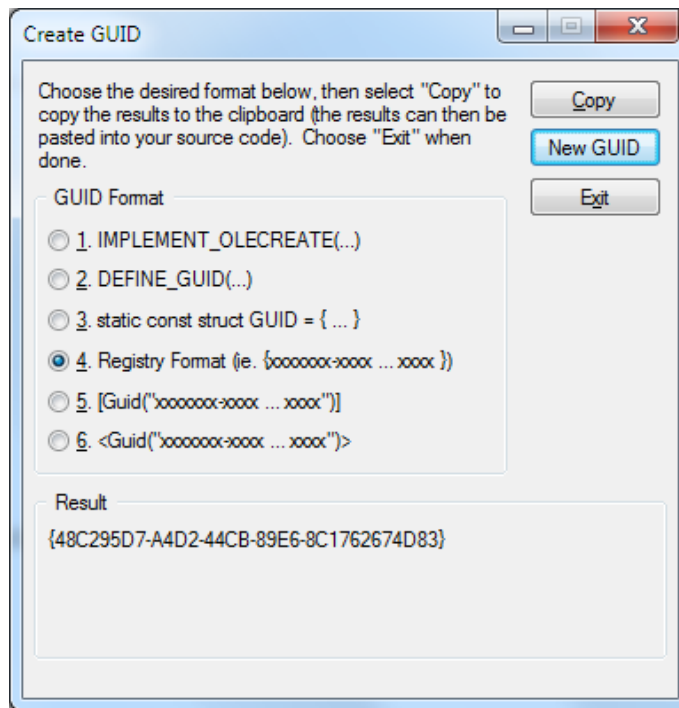 Create GUID
Choose the desired format below, then select "Copy" to
copy the results to the clipboard (the results can then be
pasted into your source code).  Choose "Exit" when
done.
Copy
New GUID
Exit
GUID Format
1. IMPLEMENT_OLECREATE(...)
2. DEFINE_GUID(...)
3. static const struct GUID = { ... }
4. Registry Format (ie. {xxxxxxx-xxxx ... xxxx })
5. [Guid("xxxxxxx-xxxx ... xxxx")]
6. <Guid("xxxxxxx-xxxx ... xxxx")>
Result
{48C295D7-A4D2-44CB-89E6-8C1762674D83}